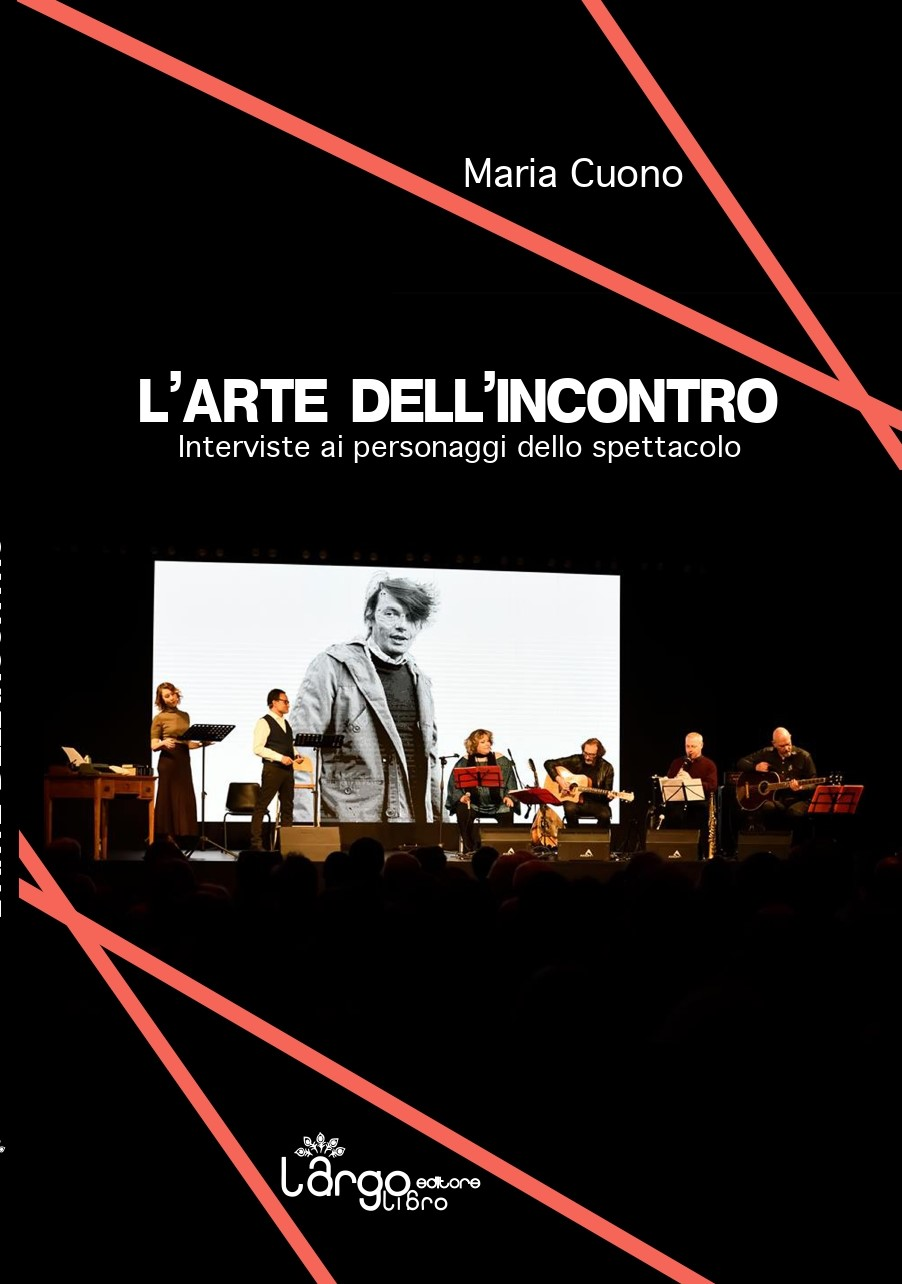 Maria Cuono
L'ARTE DELL'INCONTRO
Interviste ai personaggi dello spettacolo
Largo editore
libro